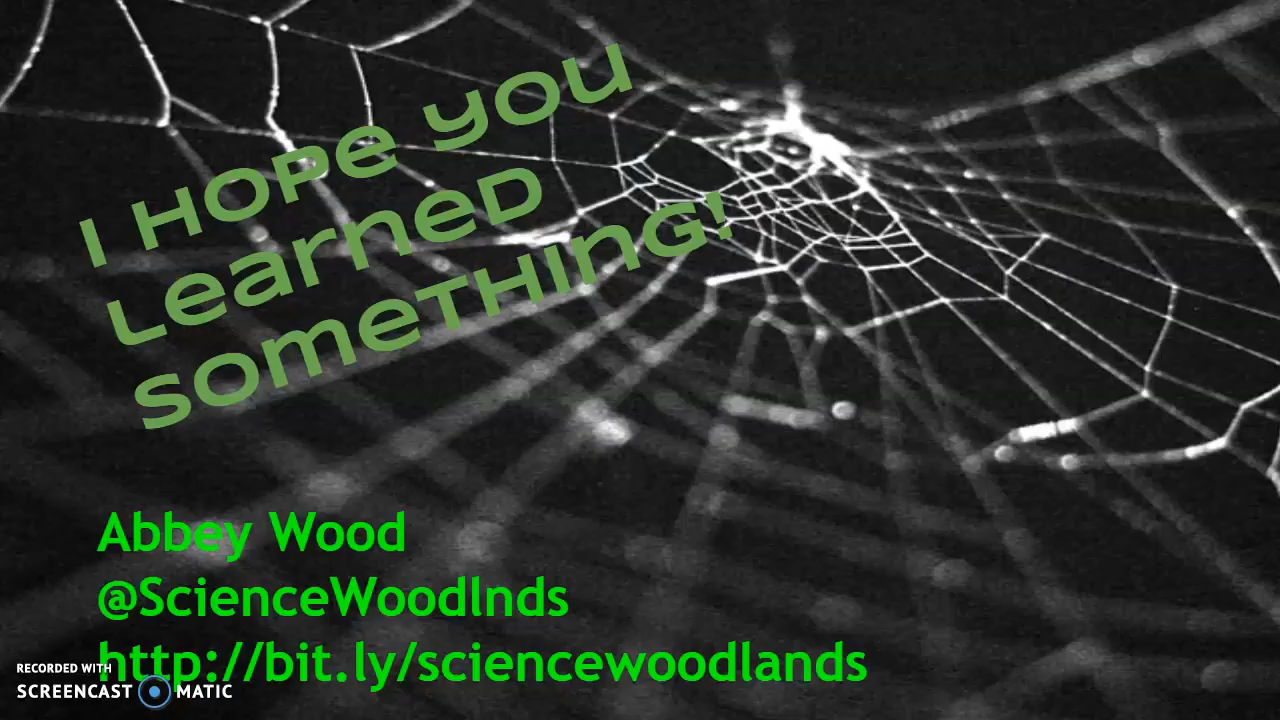 I HOPE YOU
LEARNED
SOMETHING!
Abbey Wood
@ScienceWoodlnds
http://bit.ly/sciencewoodlands
RECORDED WITH
SCREENCAST MATIC